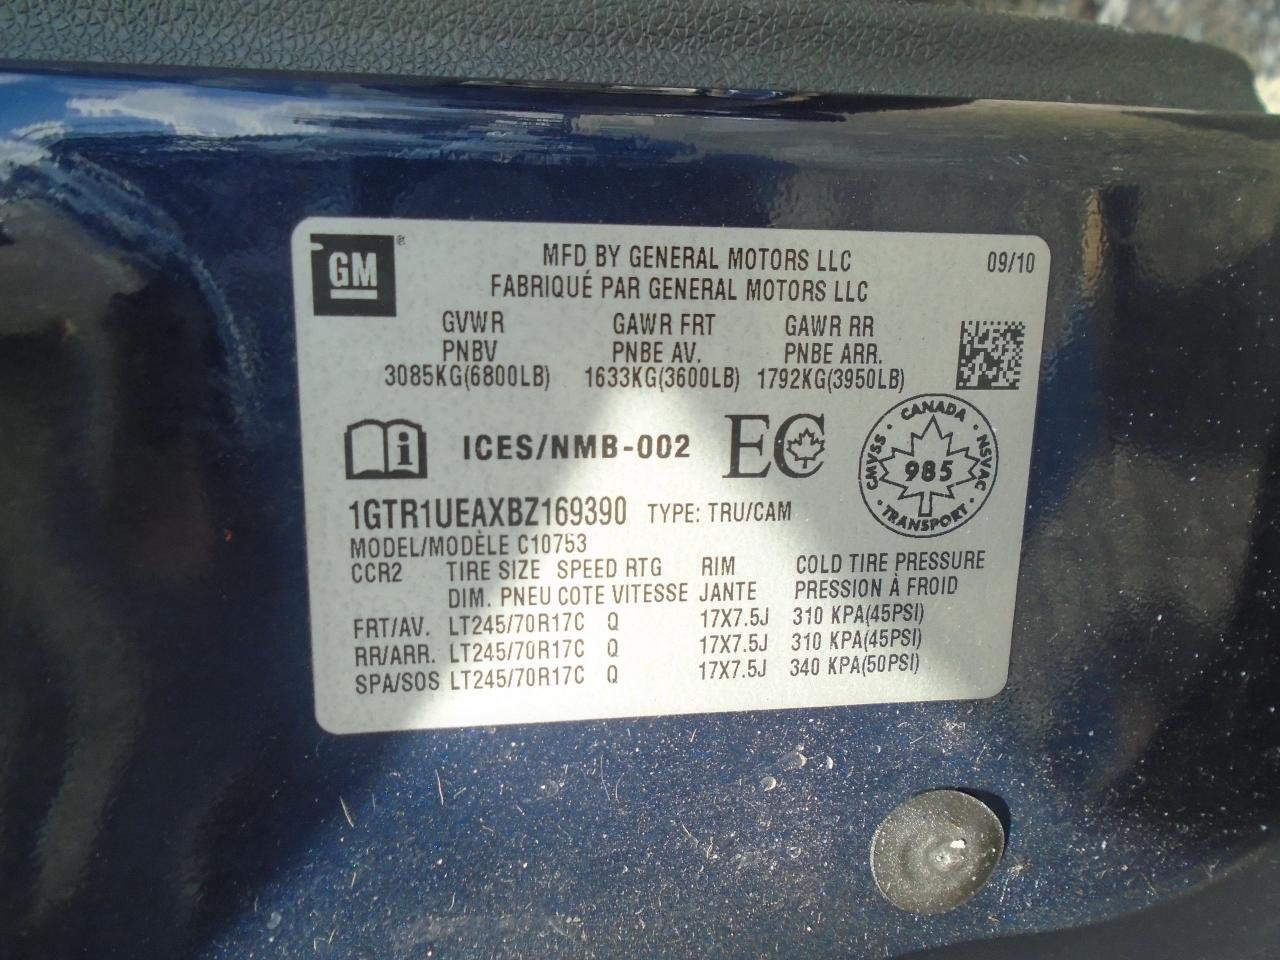 GM®
MFD BY GENERAL MOTORS LLC 09/10
FABRIQUÉ PAR GENERAL MOTORS LLC
GVWR GAWR FRT GAWR RR
PNBV PNBE AV. PNBE ARR.
3085KG(6800LB) 1633KG(3600LB) 1792KG(3950LB)
i ICES/NMB-002 EC
CANADA
CMVSS 985 NSVAC
TRANSPORT
1GTR1UEAXBZ169390 TYPE: TRU/CAM
MODEL/MODÈLE C10753
CCR2 TIRE SIZE SPEED RTG RIM COLD TIRE PRESSURE
DIM. PNEU COTE VITESSE JANTE PRESSION À FROID
FRT/AV. LT245/70R17C Q 17X7.5J 310 KPA(45PSI)
RR/ARR. LT245/70R17C Q 17X7.5J 310 KPA(45PSI)
SPA/SOS LT245/70R17C Q 17X7.5J 340 KPA(50PSI)